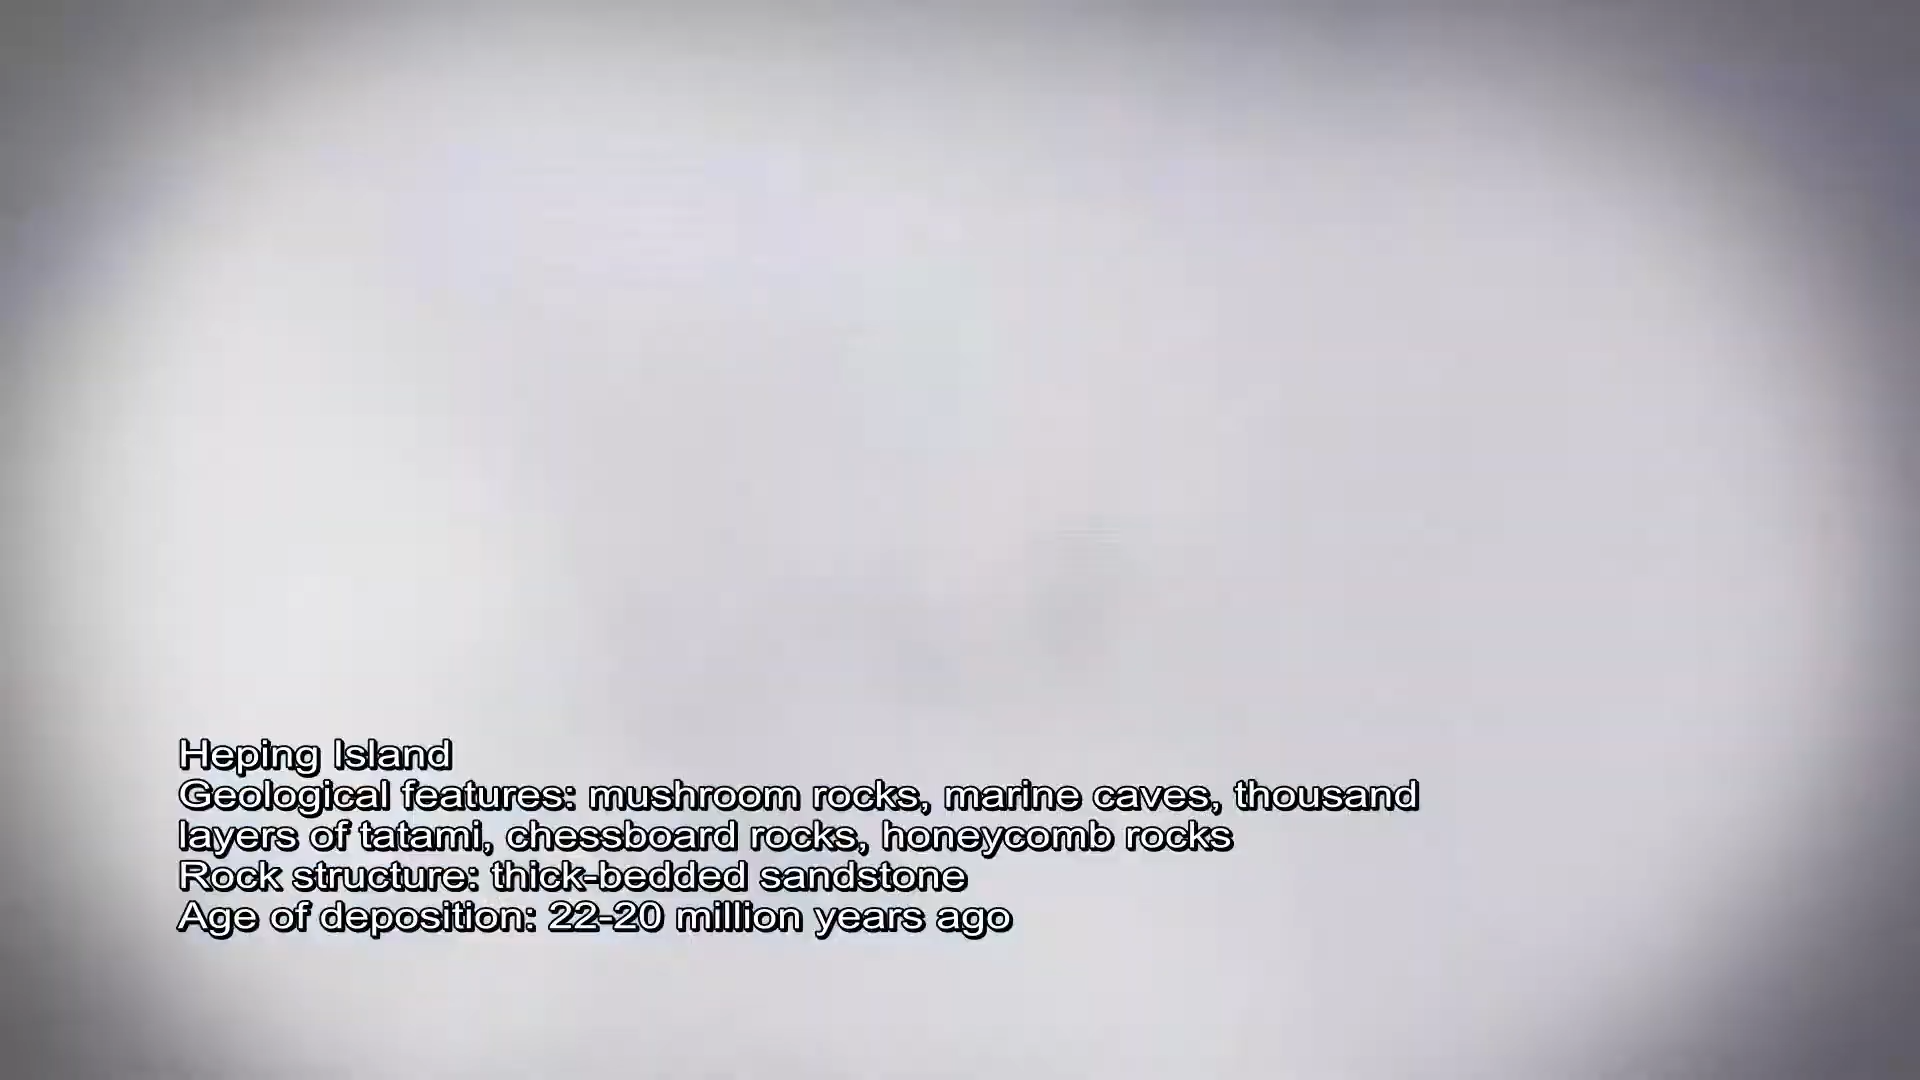 Heping Island
Geological features: mushroom rocks, marine caves, thousand
layers of tatami, chessboard rocks, honeycomb rocks
Rock structure: thick-bedded sandstone
Age of deposition: 22-20 million years ago